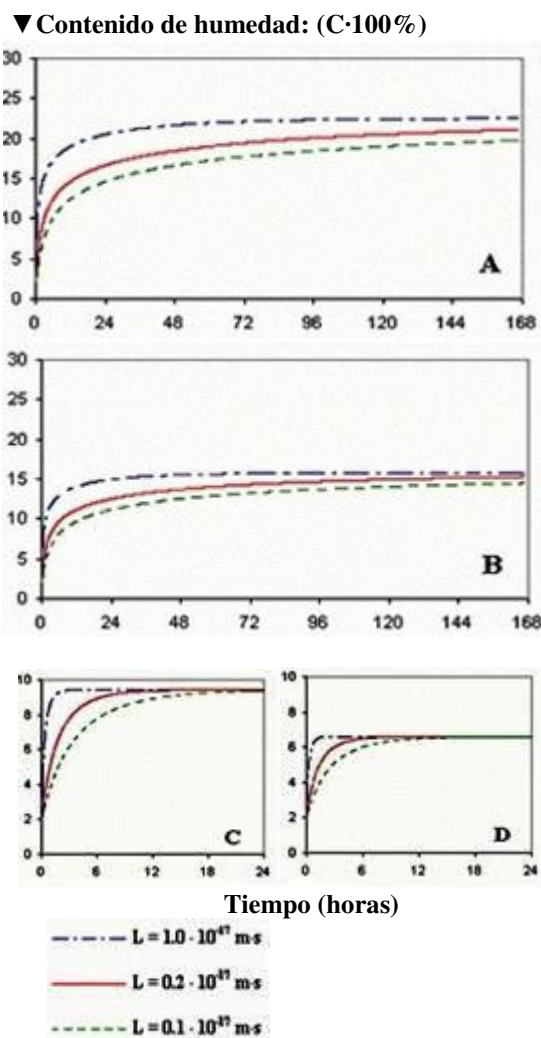 ▼Contenido de humedad: (C·100%)
30
25
20
15
10
5
0
A
0 24 48 72 96 120 144 168
30
25
20
15
10
5
0
B
0 24 48 72 96 120 144 168
10
8
6
4
2
0
C
0 6 12 18 24
10
8
6
4
2
0
D
0 6 12 18 24
Tiempo (horas)
L = 1.0 · 10⁻¹⁷ m·s
L = 0.2 · 10⁻¹⁷ m·s
L = 0.1 · 10⁻¹⁷ m·s